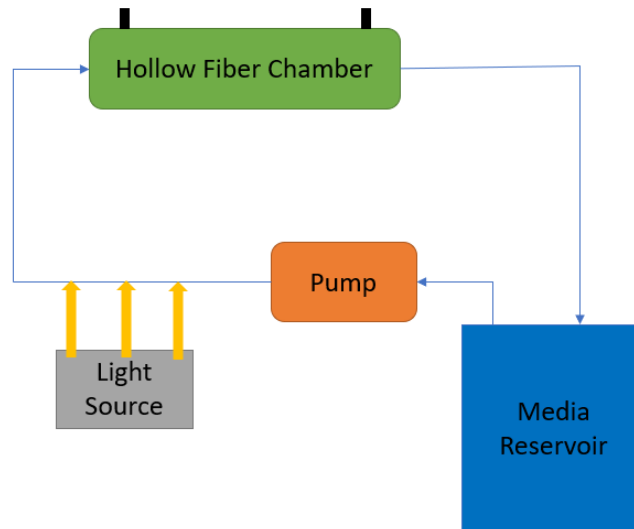 Hollow Fiber Chamber
Pump
Light
Source
Media
Reservoir